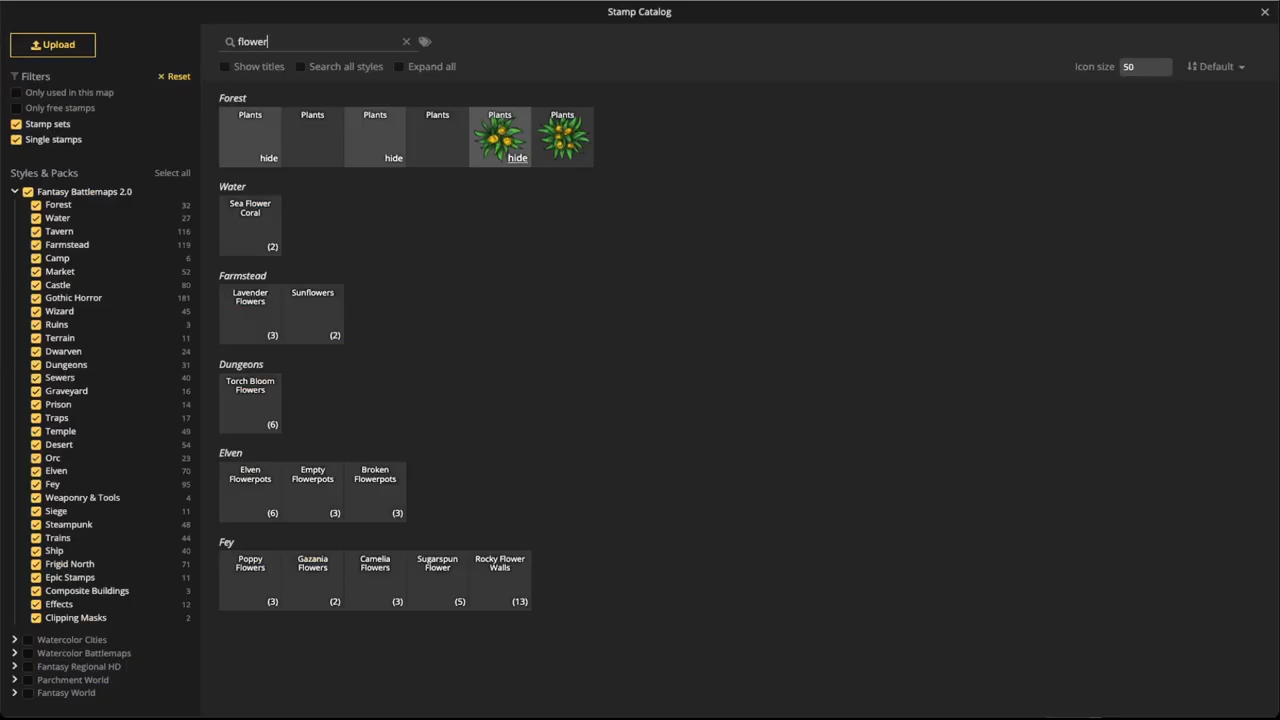 Stamp Catalog
Upload
flower
Filters
Reset
Show titles
Search all styles
Expand all
Icon size
50
Default
Only used in this map
Only free stamps
Stamp sets
Single stamps
Styles & Packs
Select all
Fantasy Battlemaps 2.0
Forest 32
Water 27
Tavern 116
Farmstead 119
Camp 6
Market 52
Castle 80
Gothic Horror 181
Wizard 45
Ruins 3
Terrain 11
Dwarven 24
Dungeons 31
Sewers 40
Graveyard 16
Prison 14
Traps 17
Temple 49
Desert 54
Orc 23
Elven 70
Fey 95
Weaponry & Tools 4
Siege 11
Steampunk 48
Trains 44
Ship 40
Frigid North 71
Epic Stamps 11
Composite Buildings 3
Effects 12
Clipping Masks 2
Watercolor Cities
Watercolor Battlemaps
Fantasy Regional HD
Parchment World
Fantasy World
Forest
Plants Plants Plants Plants Plants Plants
hide hide hide
Water
Sea Flower
Coral
(2)
Farmstead
Lavender
Flowers
(3)
Sunflowers
(2)
Dungeons
Torch Bloom
Flowers
(6)
Elven
Elven
Flowerpots
(6)
Empty
Flowerpots
(3)
Broken
Flowerpots
(3)
Fey
Poppy
Flowers
(3)
Gazania
Flowers
(2)
Camelia
Flowers
(3)
Sugarspun
Flower
(5)
Rocky Flower
Walls
(13)